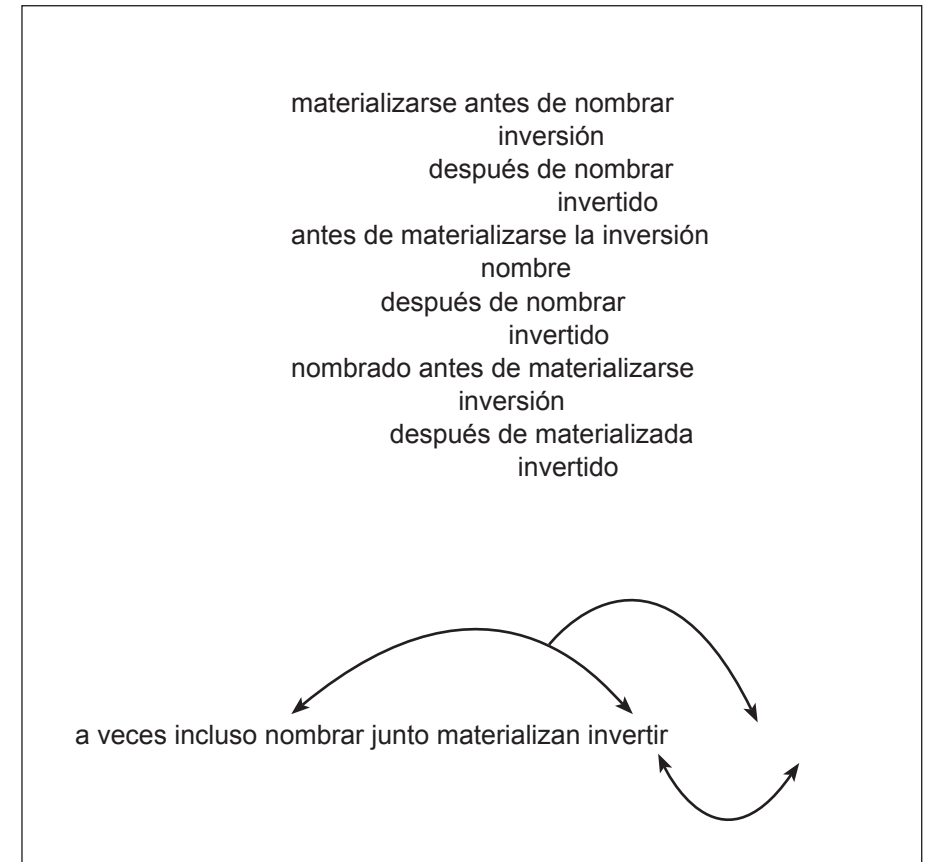 materializarse antes de nombrar
inversión
después de nombrar
invertido
antes de materializarse la inversión
nombre
después de nombrar
invertido
nombrado antes de materializarse
inversión
después de materializada
invertido
a veces incluso nombrar junto materializan invertir